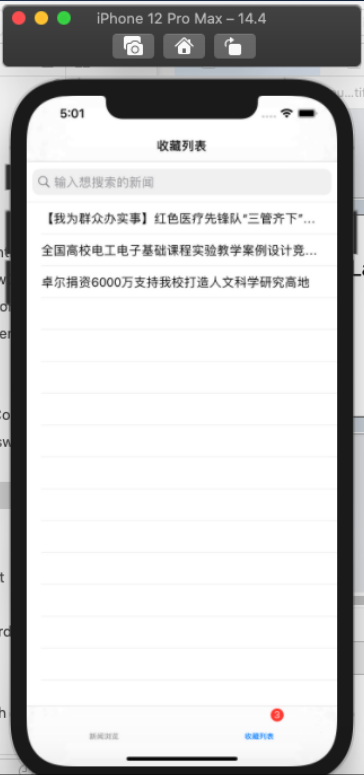 iPhone 12 Pro Max – 14.4
5:01
收藏列表
输入想搜索的新闻
【我为群众办实事】红色医疗先锋队“三管齐下”...
全国高校电工电子基础课程实验教学案例设计竞...
卓尔捐资6000万支持我校打造人文科学研究高地
3
新闻浏览
收藏列表